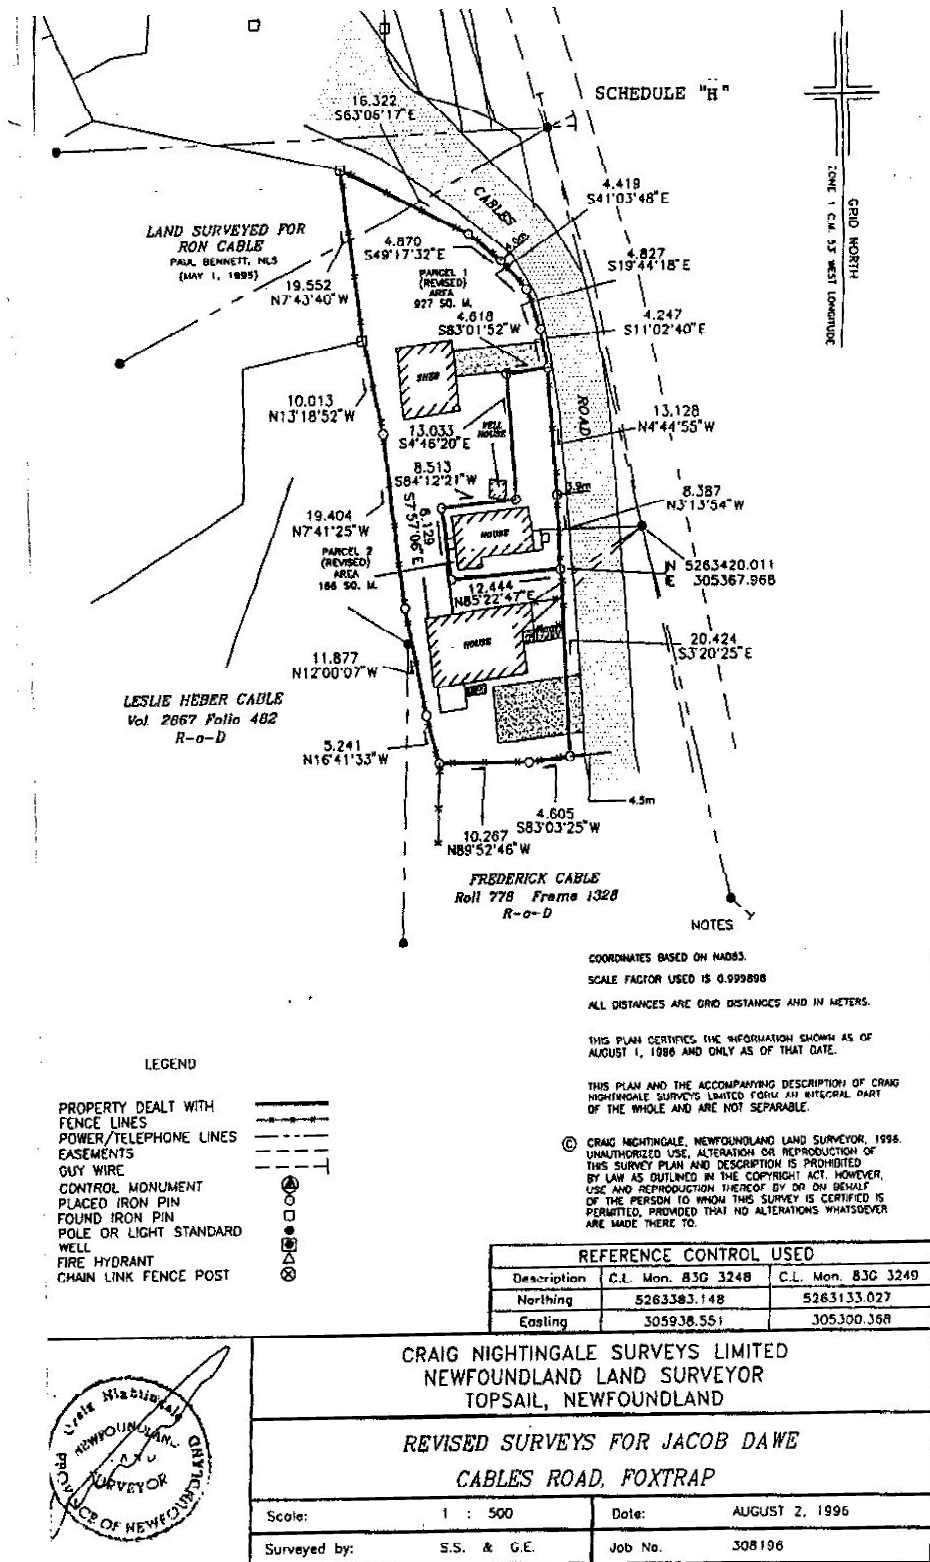 SCHEDULE "H"
GRID NORTH
ZONE 1 C.M. 53 WEST LONGITUDE
16.322
S63°06'17"E
CABLES
4.419
S41°03'48"E
LAND SURVEYED FOR
RON CABLE
PAUL BENNETT, NLS
(MAY 1, 1995)
4.870
S49°17'32"E
4.827
S19°44'18"E
19.552
N7°43'40"W
PARCEL 1
(REVISED)
AREA
927 SQ. M.
4.618
S83°01'52"W
4.247
S11°02'40"E
SHED
10.013
N13°18'52"W
13.033
S4°46'20"E
WELL
HOUSE
ROAD
13.128
N4°44'55"W
8.513
S84°12'21"W
3.9m
8.387
N3°13'54"W
19.404
N7°41'25"W
8.129
S7°57'06"E
HOUSE
PARCEL 2
(REVISED)
AREA
166 SQ. M.
N 5263420.011
E 305367.968
12.444
N85°22'47"E
HOUSE
20.424
S3°20'25"E
11.877
N12°00'07"W
LESLIE HEBER CABLE
Vol. 2867 Folio 482
R-o-D
5.241
N16°41'33"W
4.5m
4.605
S83°03'25"W
10.267
N89°52'46"W
FREDERICK CABLE
Roll 778 Frame 1328
R-o-D
NOTES
COORDINATES BASED ON NAD83.
SCALE FACTOR USED IS 0.999898
ALL DISTANCES ARE GRID DISTANCES AND IN METERS.
THIS PLAN CERTIFIES THE INFORMATION SHOWN AS OF
AUGUST 1, 1996 AND ONLY AS OF THAT DATE.
THIS PLAN AND THE ACCOMPANYING DESCRIPTION OF CRAIG
NIGHTINGALE SURVEYS LIMITED FORM AN INTEGRAL PART
OF THE WHOLE AND ARE NOT SEPARABLE.
© CRAIG NIGHTINGALE, NEWFOUNDLAND LAND SURVEYOR, 1996.
UNAUTHORIZED USE, ALTERATION OR REPRODUCTION OF
THIS SURVEY PLAN AND DESCRIPTION IS PROHIBITED
BY LAW AS OUTLINED IN THE COPYRIGHT ACT. HOWEVER,
USE AND REPRODUCTION THEREOF BY OR ON BEHALF
OF THE PERSON TO WHOM THIS SURVEY IS CERTIFIED IS
PERMITTED, PROVIDED THAT NO ALTERATIONS WHATSOEVER
ARE MADE THERE TO.
LEGEND
PROPERTY DEALT WITH
FENCE LINES
POWER/TELEPHONE LINES
EASEMENTS
GUY WIRE
CONTROL MONUMENT
PLACED IRON PIN
FOUND IRON PIN
POLE OR LIGHT STANDARD
WELL
FIRE HYDRANT
CHAIN LINK FENCE POST
REFERENCE CONTROL USED
Description C.L. Mon. 83G 3248 C.L. Mon. 83G 3249
Northing 5263383.148 5263133.027
Easting 305938.551 305300.368
Craig Nightingale
NEWFOUNDLAND
LAND
SURVEYOR
PROVINCE OF NEWFOUNDLAND
CRAIG NIGHTINGALE SURVEYS LIMITED
NEWFOUNDLAND LAND SURVEYOR
TOPSAIL, NEWFOUNDLAND
REVISED SURVEYS FOR JACOB DAWE
CABLES ROAD, FOXTRAP
Scale: 1 : 500 Date: AUGUST 2, 1996
Surveyed by: S.S. & G.E. Job No. 308196